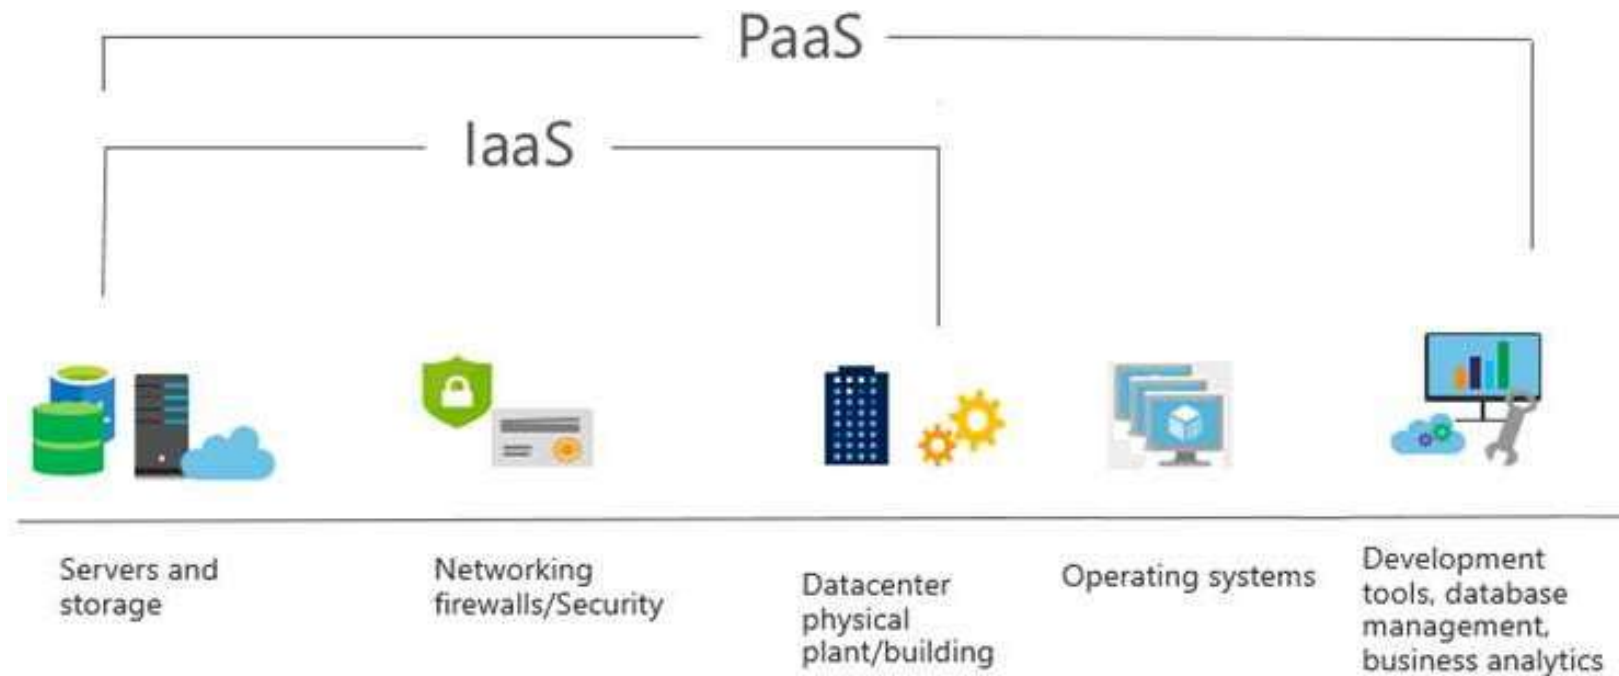 PaaS
IaaS
Servers and
storage
Networking
firewalls/Security
Datacenter
physical
plant/building
Operating systems
Development
tools, database
management,
business analytics